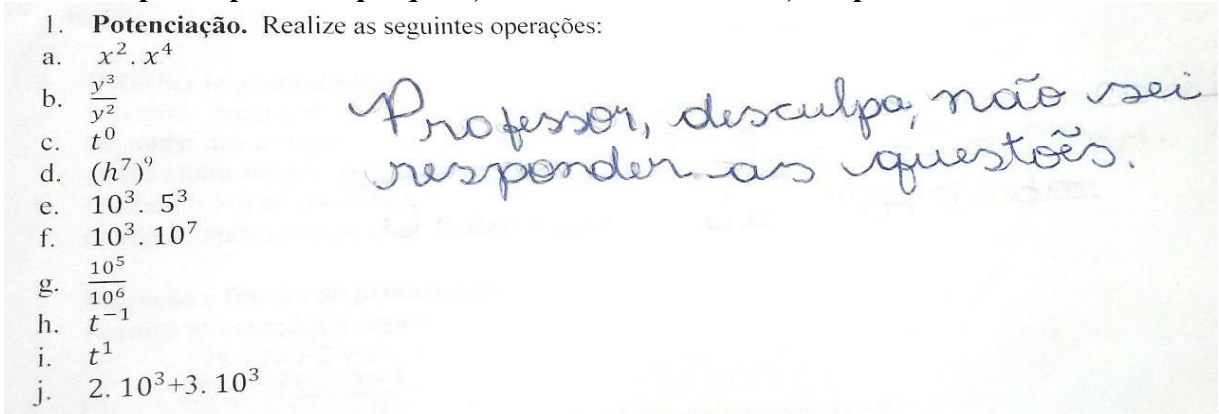 1. Potenciação. Realize as seguintes operações:
a. x². x⁴
b. y³/y²
c. t⁰
d. (h⁷)⁹
e. 10³. 5³
f. 10³. 10⁷
g. 10⁵/10⁶
h. t⁻¹
i. t¹
j. 2. 10³+3. 10³
Professor, desculpa, não sei
responder as questões.